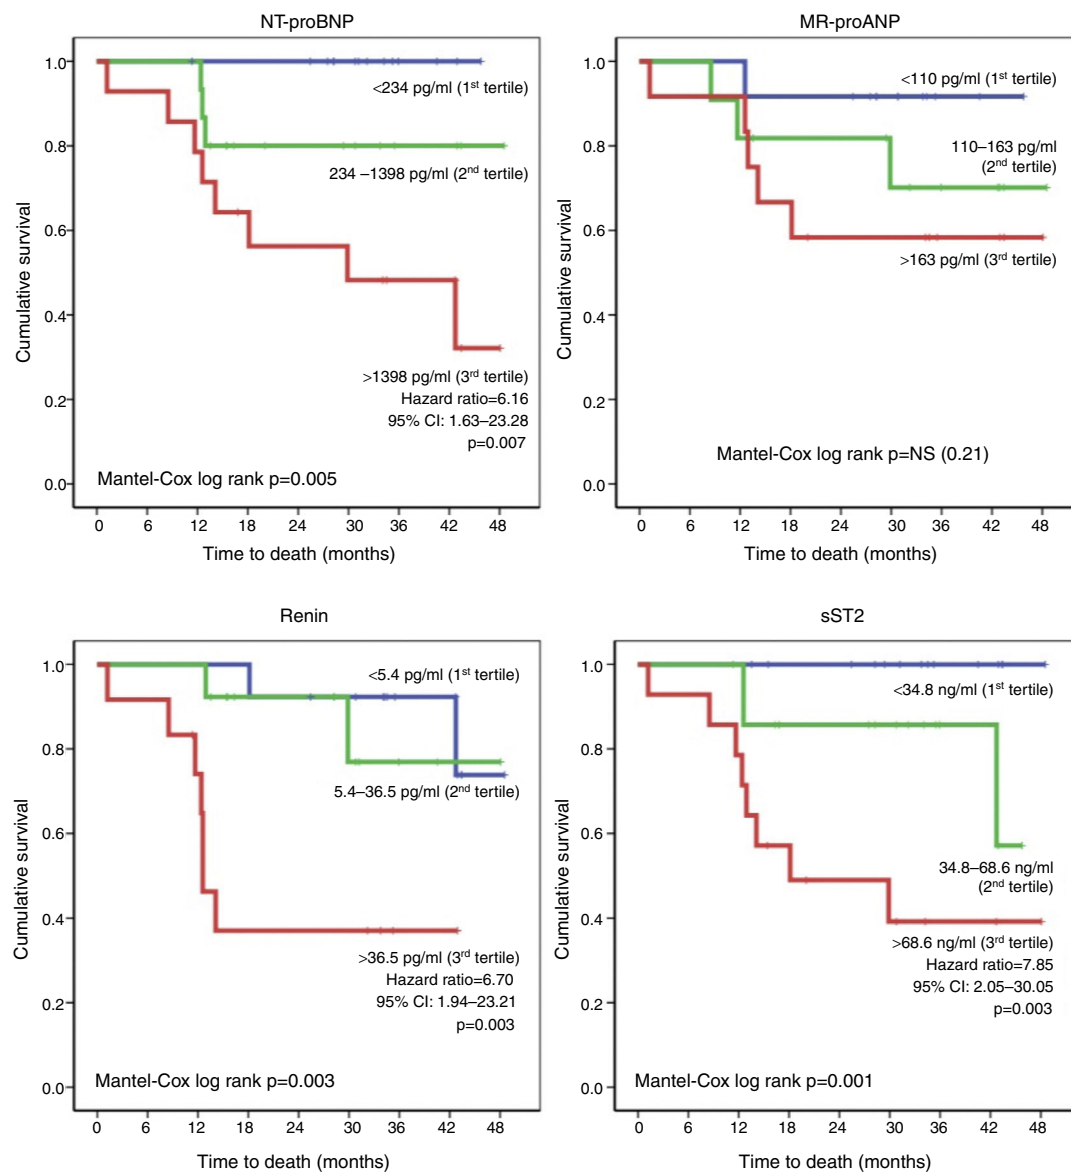 NT-proBNP
1.0
0.8
0.6
0.4
0.2
0.0
Cumulative survival
<234 pg/ml (1st tertile)
234 –1398 pg/ml (2nd tertile)
>1398 pg/ml (3rd tertile)
Hazard ratio=6.16
95% CI: 1.63–23.28
p=0.007
Mantel-Cox log rank p=0.005
0 6 12 18 24 30 36 42 48
Time to death (months)
MR-proANP
1.0
0.8
0.6
0.4
0.2
0.0
Cumulative survival
<110 pg/ml (1st tertile)
110–163 pg/ml
(2nd tertile)
>163 pg/ml (3rd tertile)
Mantel-Cox log rank p=NS (0.21)
0 6 12 18 24 30 36 42 48
Time to death (months)
Renin
1.0
0.8
0.6
0.4
0.2
0.0
Cumulative survival
<5.4 pg/ml (1st tertile)
5.4–36.5 pg/ml (2nd tertile)
>36.5 pg/ml (3rd tertile)
Hazard ratio=6.70
95% CI: 1.94–23.21
p=0.003
Mantel-Cox log rank p=0.003
0 6 12 18 24 30 36 42 48
Time to death (months)
sST2
1.0
0.8
0.6
0.4
0.2
0.0
Cumulative survival
<34.8 ng/ml (1st tertile)
34.8–68.6 ng/ml
(2nd tertile)
>68.6 ng/ml (3rd tertile)
Hazard ratio=7.85
95% CI: 2.05–30.05
p=0.003
Mantel-Cox log rank p=0.001
0 6 12 18 24 30 36 42 48
Time to death (months)